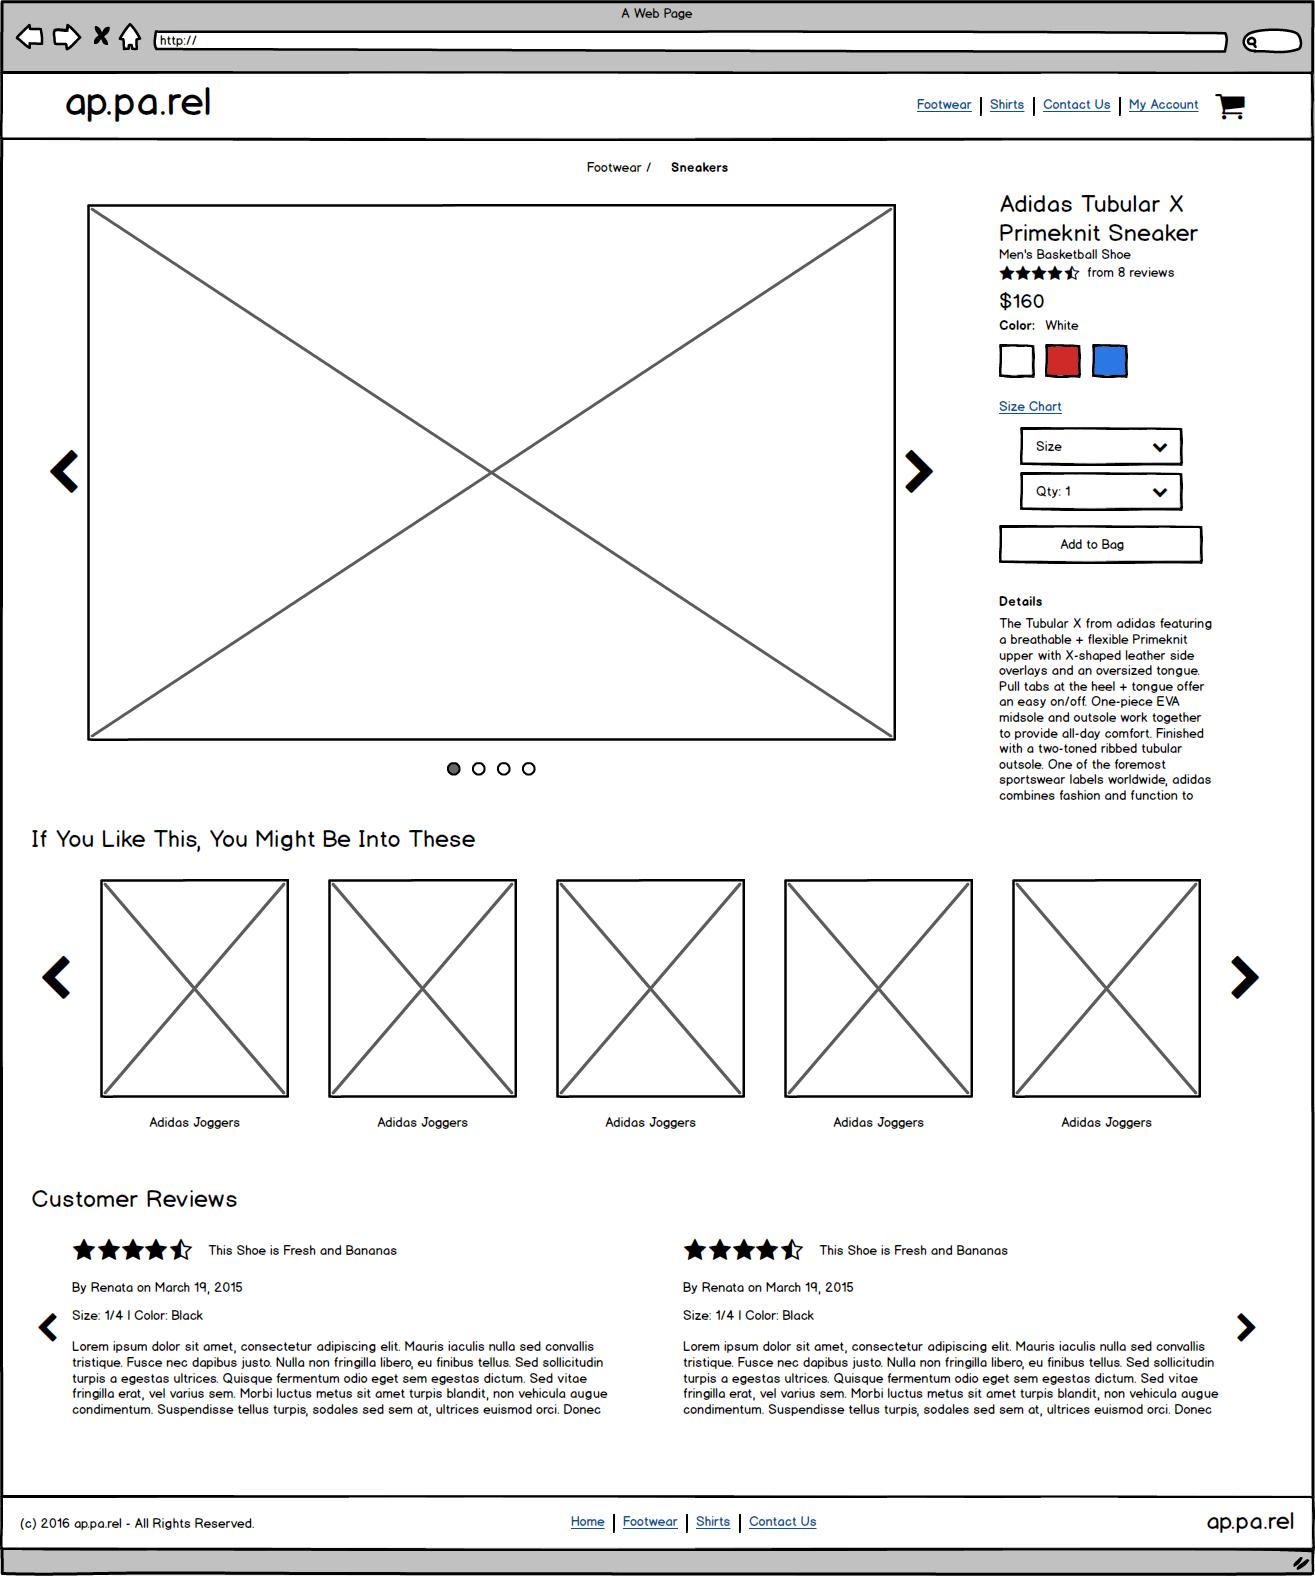 A Web Page
http://
ap.pa.rel
Footwear | Shirts | Contact Us | My Account
Footwear / Sneakers
Adidas Tubular X
Primeknit Sneaker
Men's Basketball Shoe
from 8 reviews
$160
Color: White
Size Chart
Size
Qty: 1
Add to Bag
Details
The Tubular X from adidas featuring
a breathable + flexible Primeknit
upper with X-shaped leather side
overlays and an oversized tongue.
Pull tabs at the heel + tongue offer
an easy on/off. One-piece EVA
midsole and outsole work together
to provide all-day comfort. Finished
with a two-toned ribbed tubular
outsole. One of the foremost
sportswear labels worldwide, adidas
combines fashion and function to
If You Like This, You Might Be Into These
Adidas Joggers
Adidas Joggers
Adidas Joggers
Adidas Joggers
Adidas Joggers
Customer Reviews
This Shoe is Fresh and Bananas
By Renata on March 19, 2015
Size: 1/4 | Color: Black
Lorem ipsum dolor sit amet, consectetur adipiscing elit. Mauris iaculis nulla sed convallis
tristique. Fusce nec dapibus justo. Nulla non fringilla libero, eu finibus tellus. Sed sollicitudin
turpis a egestas ultrices. Quisque fermentum odio eget sem egestas dictum. Sed vitae
fringilla erat, vel varius sem. Morbi luctus metus sit amet turpis blandit, non vehicula augue
condimentum. Suspendisse tellus turpis, sodales sed sem at, ultrices euismod orci. Donec
This Shoe is Fresh and Bananas
By Renata on March 19, 2015
Size: 1/4 | Color: Black
Lorem ipsum dolor sit amet, consectetur adipiscing elit. Mauris iaculis nulla sed convallis
tristique. Fusce nec dapibus justo. Nulla non fringilla libero, eu finibus tellus. Sed sollicitudin
turpis a egestas ultrices. Quisque fermentum odio eget sem egestas dictum. Sed vitae
fringilla erat, vel varius sem. Morbi luctus metus sit amet turpis blandit, non vehicula augue
condimentum. Suspendisse tellus turpis, sodales sed sem at, ultrices euismod orci. Donec
(c) 2016 ap.pa.rel - All Rights Reserved.
Home | Footwear | Shirts | Contact Us
ap.pa.rel